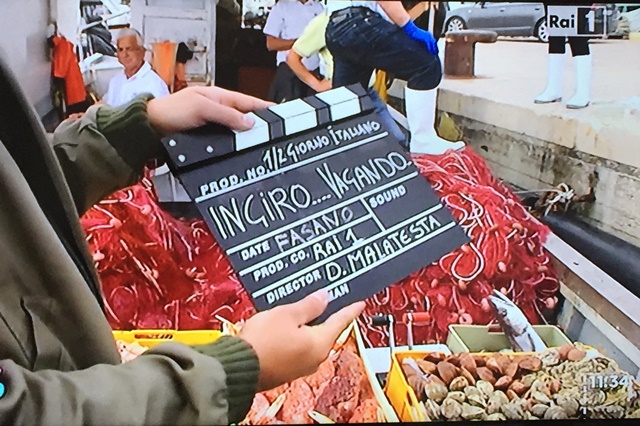 Rai 1
PROD. NO 1/2 GIORNO ITALIANO
INGIRO....VAGANDO
DATE FASANO SOUND
PROD. CO. RAI 1
DIRECTOR D. MALATESTA
MAN
11:34